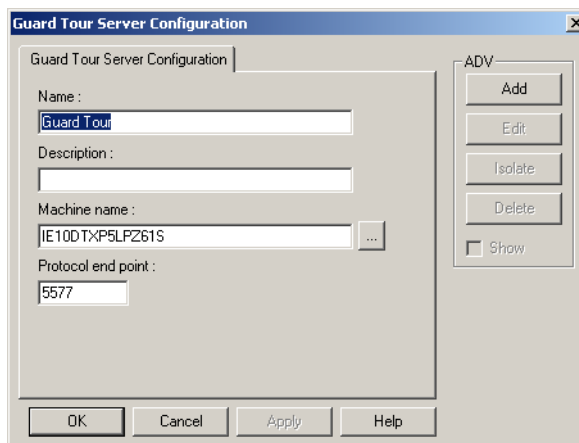 Guard Tour Server Configuration
Guard Tour Server Configuration
Name :
Guard Tour
Description :
Machine name :
IE10DTXP5LPZ61S
...
Protocol end point :
5577
ADV
Add
Edit
Isolate
Delete
Show
OK
Cancel
Apply
Help